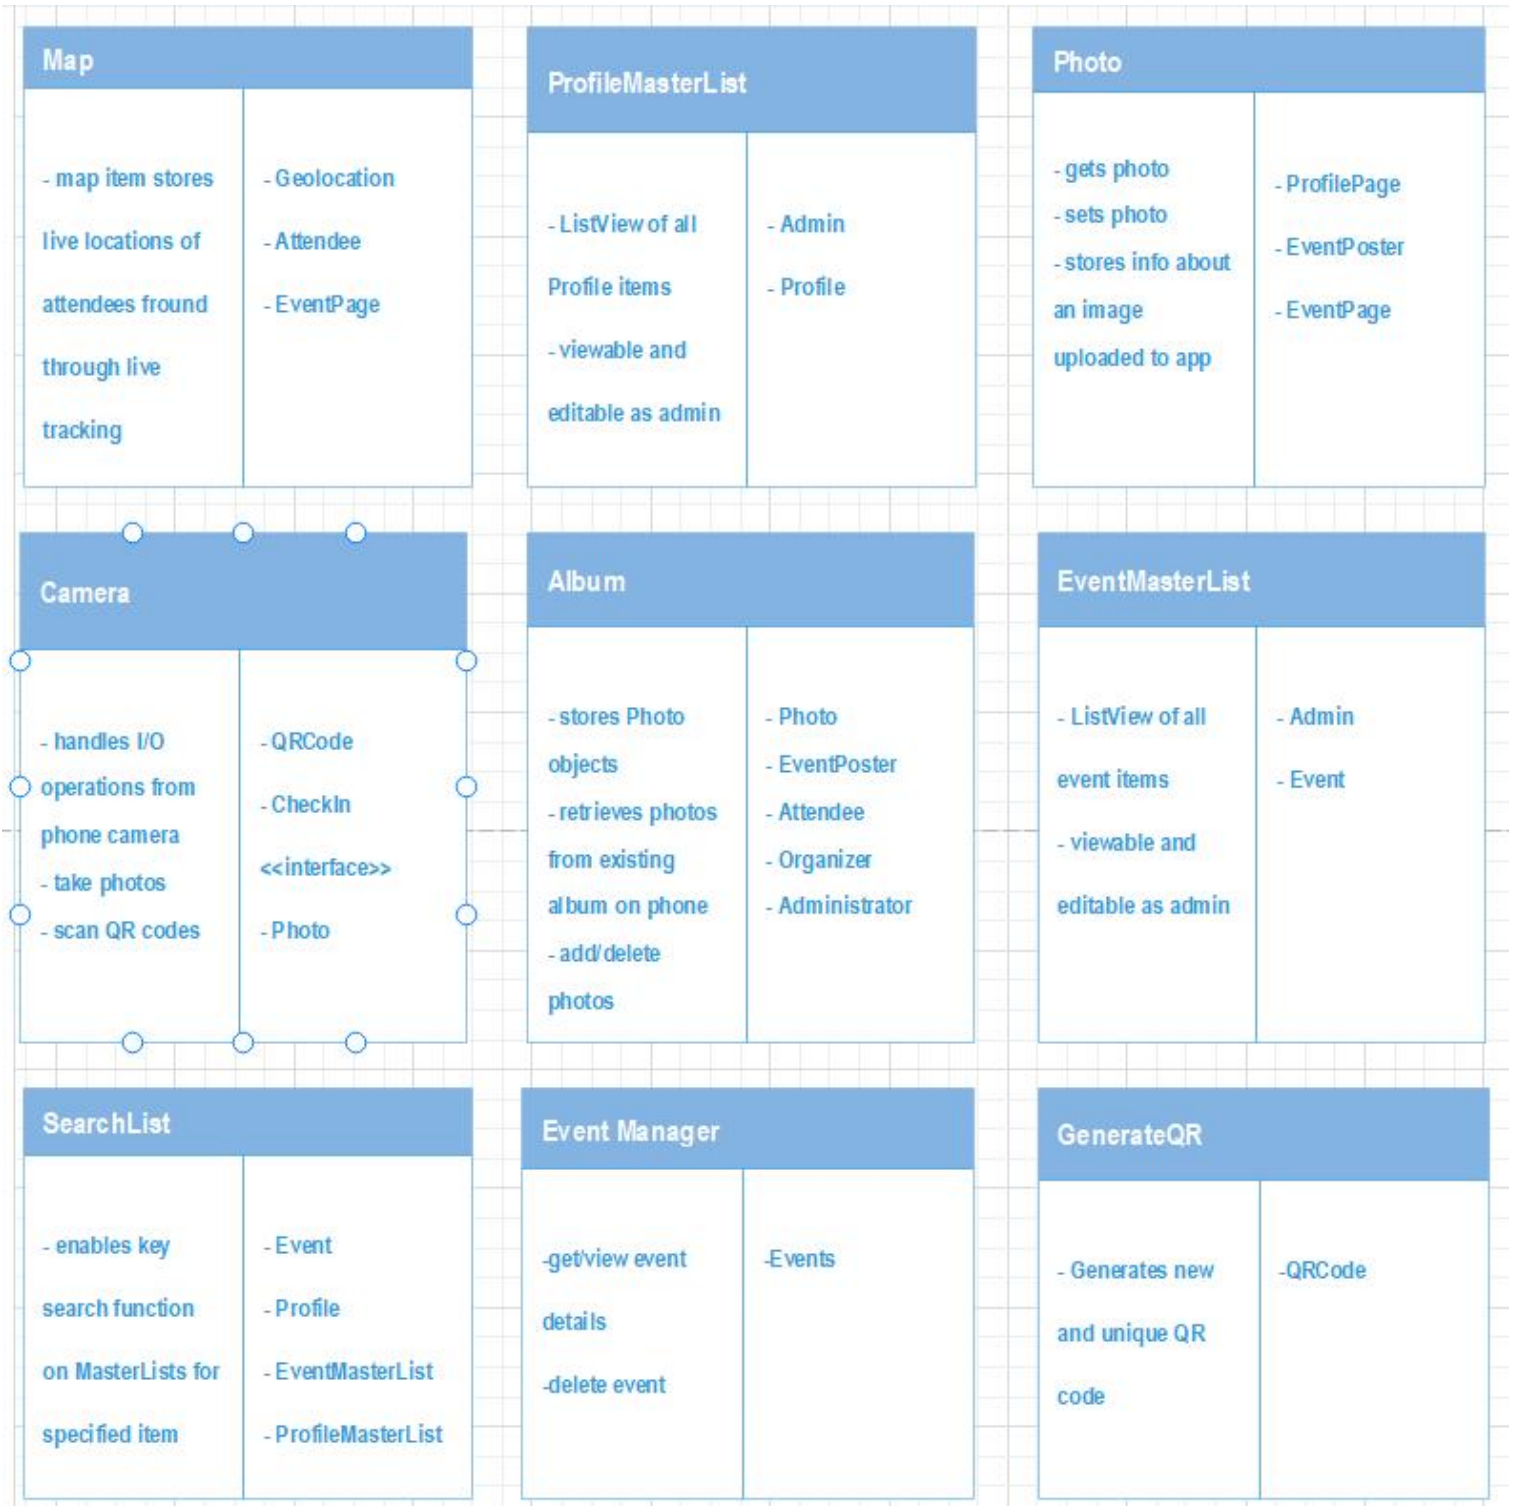 Map
- map item stores
live locations of
attendees fround
through live
tracking
- Geolocation
- Attendee
- EventPage
ProfileMasterList
- ListView of all
Profile items
- viewable and
editable as admin
- Admin
- Profile
Photo
- gets photo
- sets photo
- stores info about
an image
uploaded to app
- ProfilePage
- EventPoster
- EventPage
Camera
- handles I/O
operations from
phone camera
- take photos
- scan QR codes
- QRCode
- CheckIn
<<interface>>
- Photo
Album
- stores Photo
objects
- retrieves photos
from existing
album on phone
- add/delete
photos
- Photo
- EventPoster
- Attendee
- Organizer
- Administrator
EventMasterList
- ListView of all
event items
- viewable and
editable as admin
- Admin
- Event
SearchList
- enables key
search function
on MasterLists for
specified item
- Event
- Profile
- EventMasterList
- ProfileMasterList
Event Manager
-get/view event
details
-delete event
-Events
GenerateQR
- Generates new
and unique QR
code
-QRCode